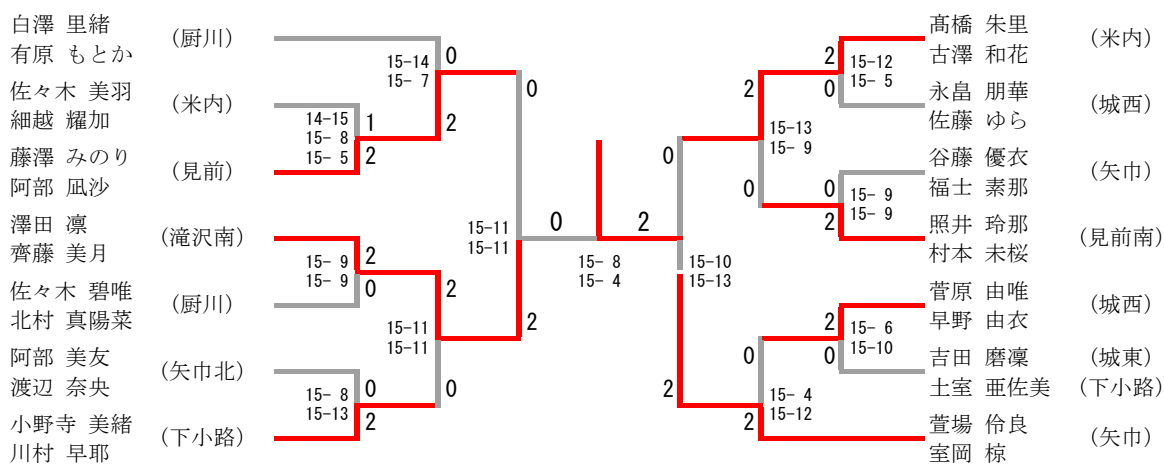 白澤 里緒
有原 もとか
(厨川)
佐々木 美羽
細越 耀加
(米内)
藤澤 みのり
阿部 凪沙
(見前)
澤田 凛
齊藤 美月
(滝沢南)
佐々木 碧唯
北村 真陽菜
(厨川)
阿部 美友
渡辺 奈央
(矢巾北)
小野寺 美緒
川村 早耶
(下小路)
14-15
15- 8
15- 5
1
2
15-14
15- 7
0
2
15- 9
15- 9
2
0
15- 8
15-13
0
2
15-11
15-11
2
0
15-11
15-11
0
2
0
2
15- 8
15- 4
15-10
15-13
0
2
15-13
15- 9
2
0
15- 4
15-12
0
2
15-12
15- 5
2
0
15- 9
15- 9
0
2
15- 6
15-10
2
0
髙橋 朱里
古澤 和花
(米内)
永畠 朋華
佐藤 ゆら
(城西)
谷藤 優衣
福士 素那
(矢巾)
照井 玲那
村本 未桜
(見前南)
菅原 由唯
早野 由衣
(城西)
吉田 磨凜 (城東)
土室 亜佐美 (下小路)
萱場 伶良
室岡 椋
(矢巾)